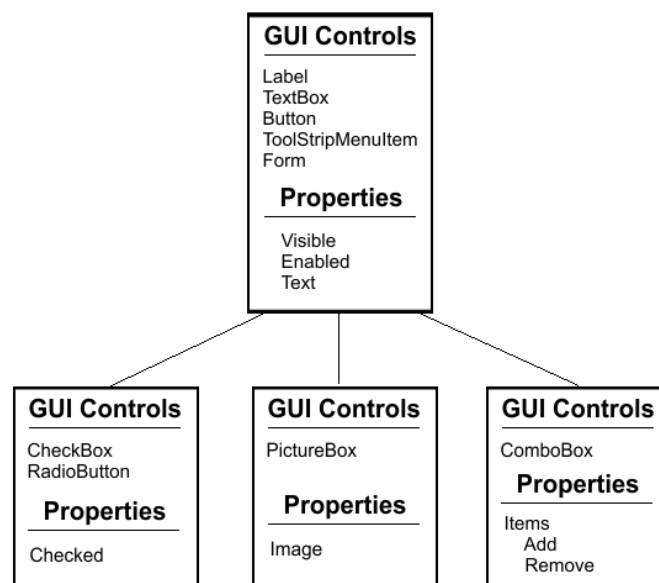 GUI Controls
Label
TextBox
Button
ToolStripMenuItem
Form
Properties
Visible
Enabled
Text
GUI Controls
CheckBox
RadioButton
Properties
Checked
GUI Controls
PictureBox
Properties
Image
GUI Controls
ComboBox
Properties
Items
Add
Remove